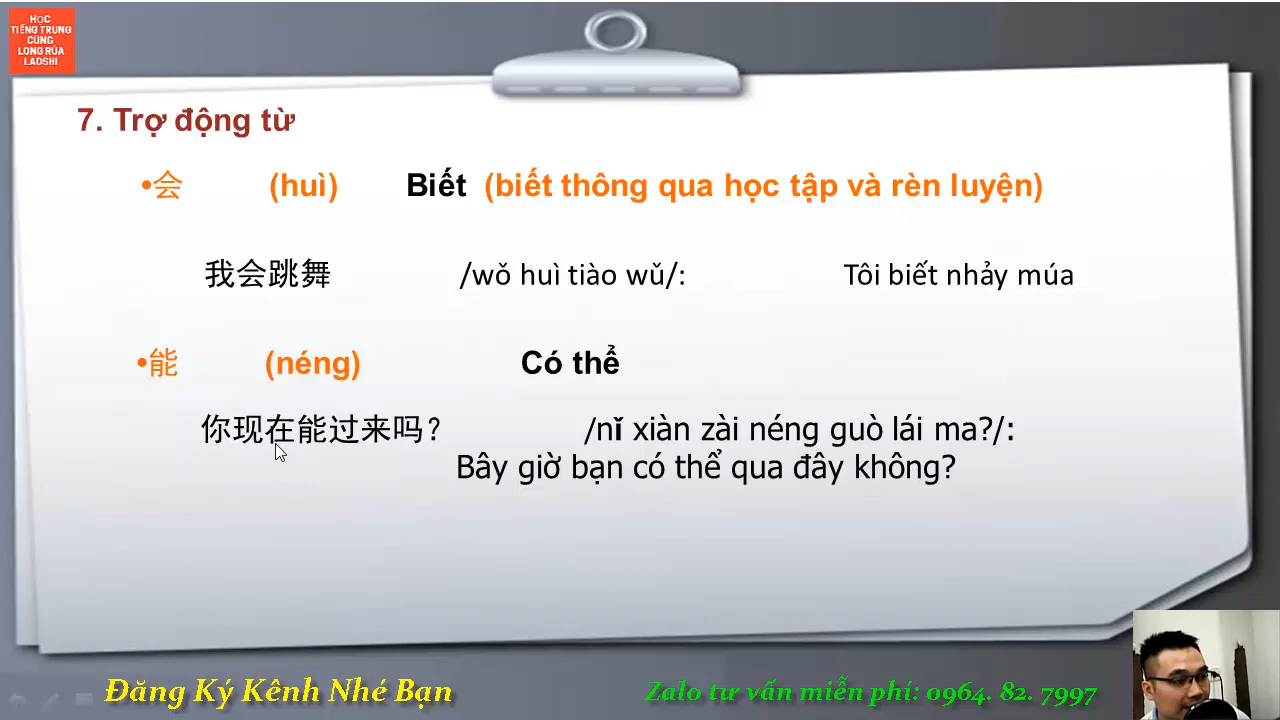 HỌC
TIẾNG TRUNG
CÙNG
LONG RÙA
LADSHI
7. Trợ động từ
•会 (huì) Biết (biết thông qua học tập và rèn luyện)
我会跳舞 /wǒ huì tiào wǔ/: Tôi biết nhảy múa
•能 (néng) Có thể
你现在能过来吗? /nǐ xiàn zài néng guò lái ma?/:
Bây giờ bạn có thể qua đây không?
Đăng Ký Kênh Nhé Bạn
Zalo tư vấn miễn phí: 0964. 82. 7997